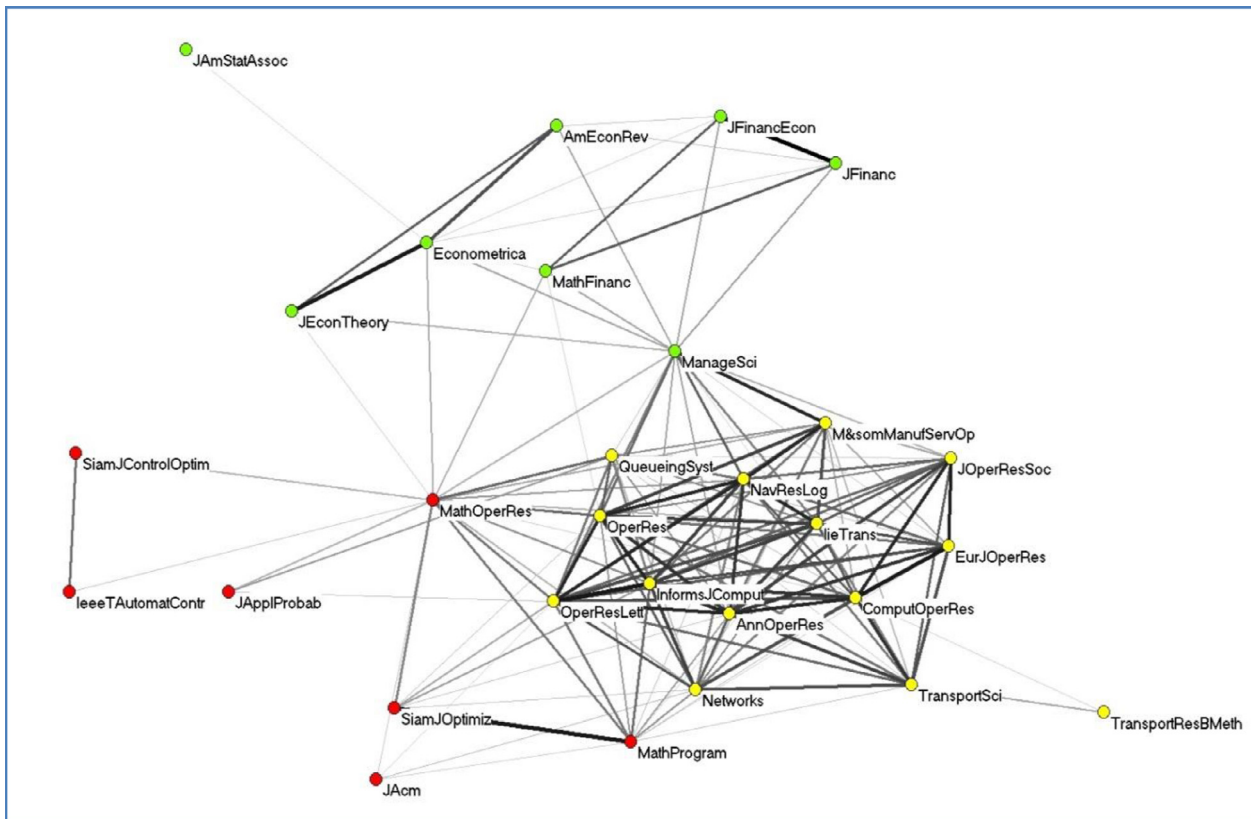 JAmStatAssoc
AmEconRev
JFinancEcon
JFinanc
Econometrica
MathFinanc
JEconTheory
ManageSci
M&somManufServOp
SiamJControlOptim
QueueingSyst
JOperResSoc
NavResLog
MathOperRes
OperRes
IieTrans
EurJOperRes
IeeeTAutomatContr
JApplProbab
InformsJComput
OperResLett
ComputOperRes
AnnOperRes
Networks
TransportSci
SiamJOptimiz
TransportResBMeth
MathProgram
JAcm